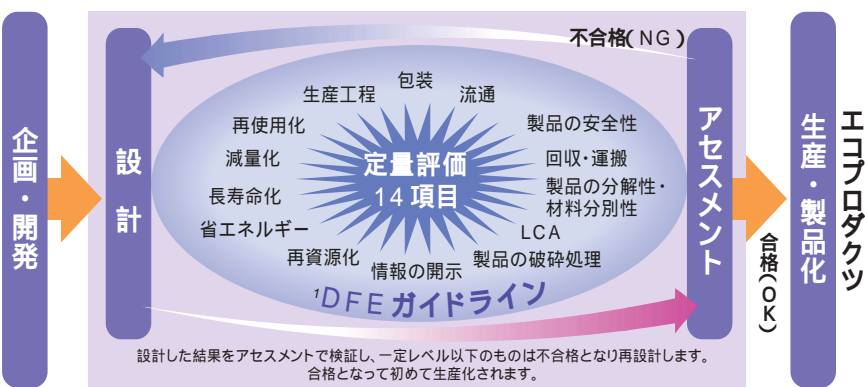 企画・開発
設計
不合格(NG)
包装
生産工程
流通
再使用化
製品の安全性
減量化
定量評価
14項目
回収・運搬
長寿命化
製品の分解性・
材料分別性
省エネルギー
LCA
再資源化
情報の開示
製品の破砕処理
1DFEガイドライン
アセスメント
合格(OK)
生産・製品化
エコプロダクツ
設計した結果をアセスメントで検証し、一定レベル以下のものは不合格となり再設計します。
合格となって初めて生産化されます。